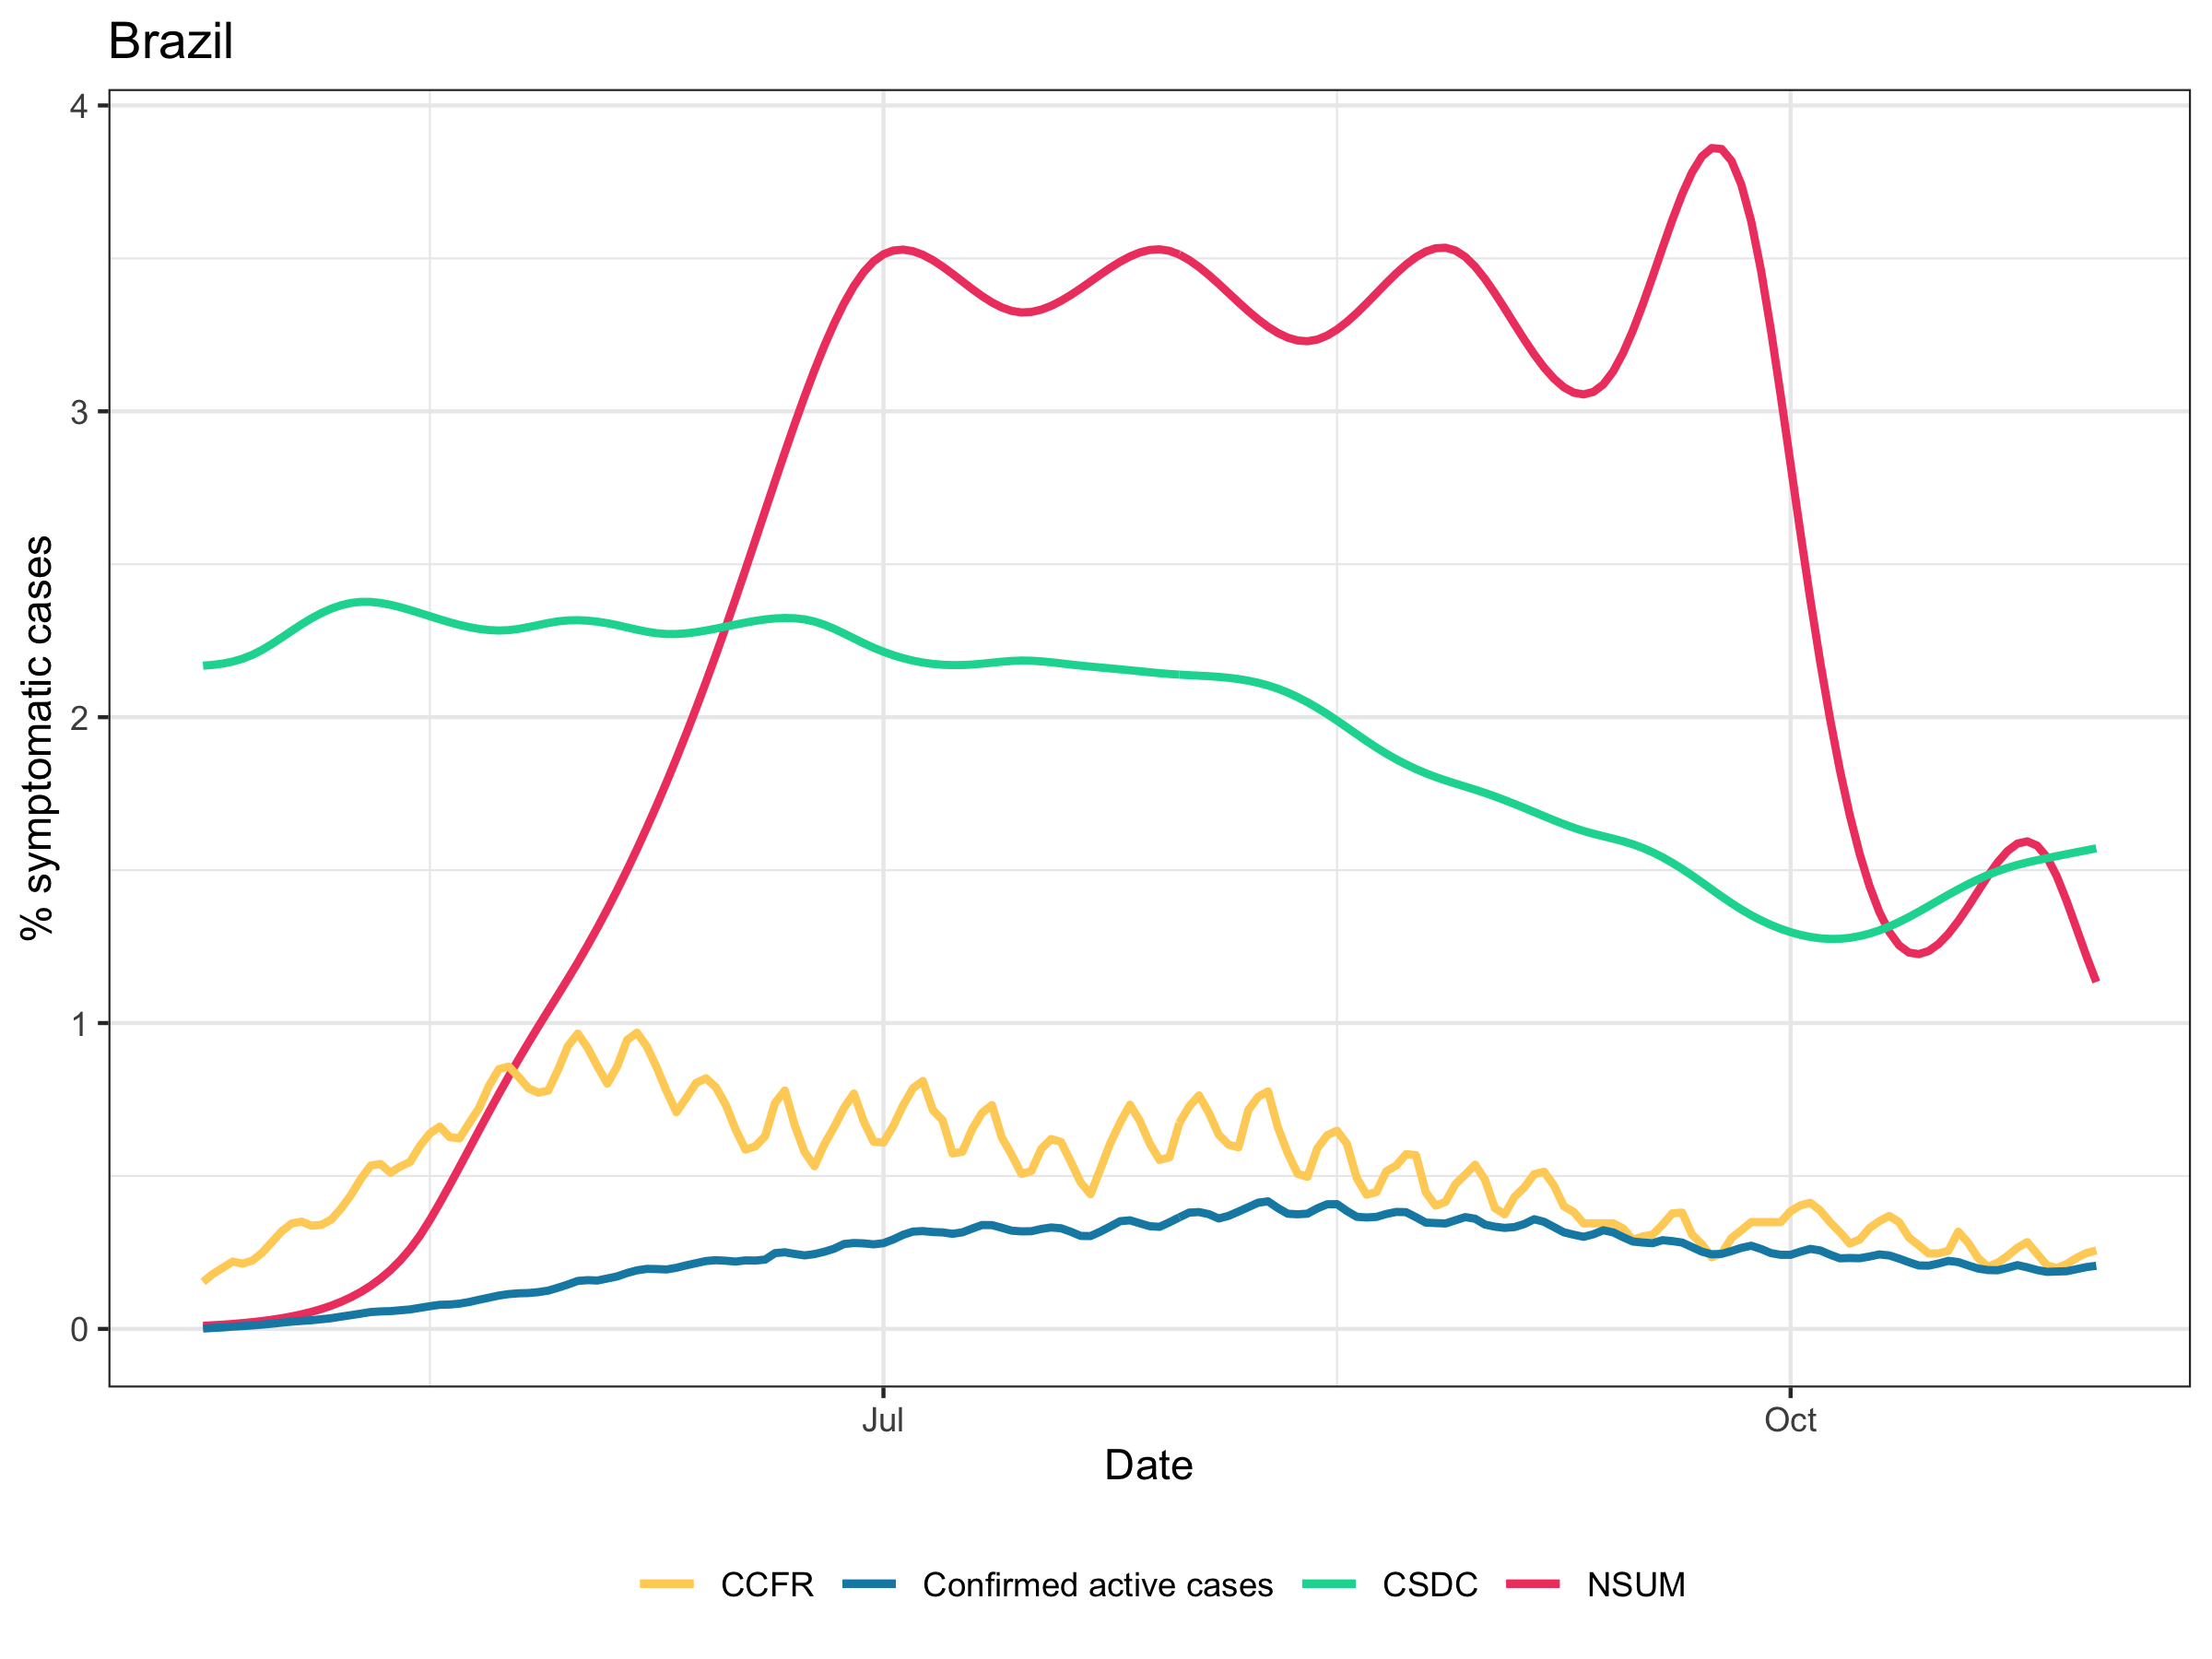 Brazil
4
3
2
1
0
% symptomatic cases
Jul
Oct
Date
CCFR
Confirmed active cases
CSDC
NSUM